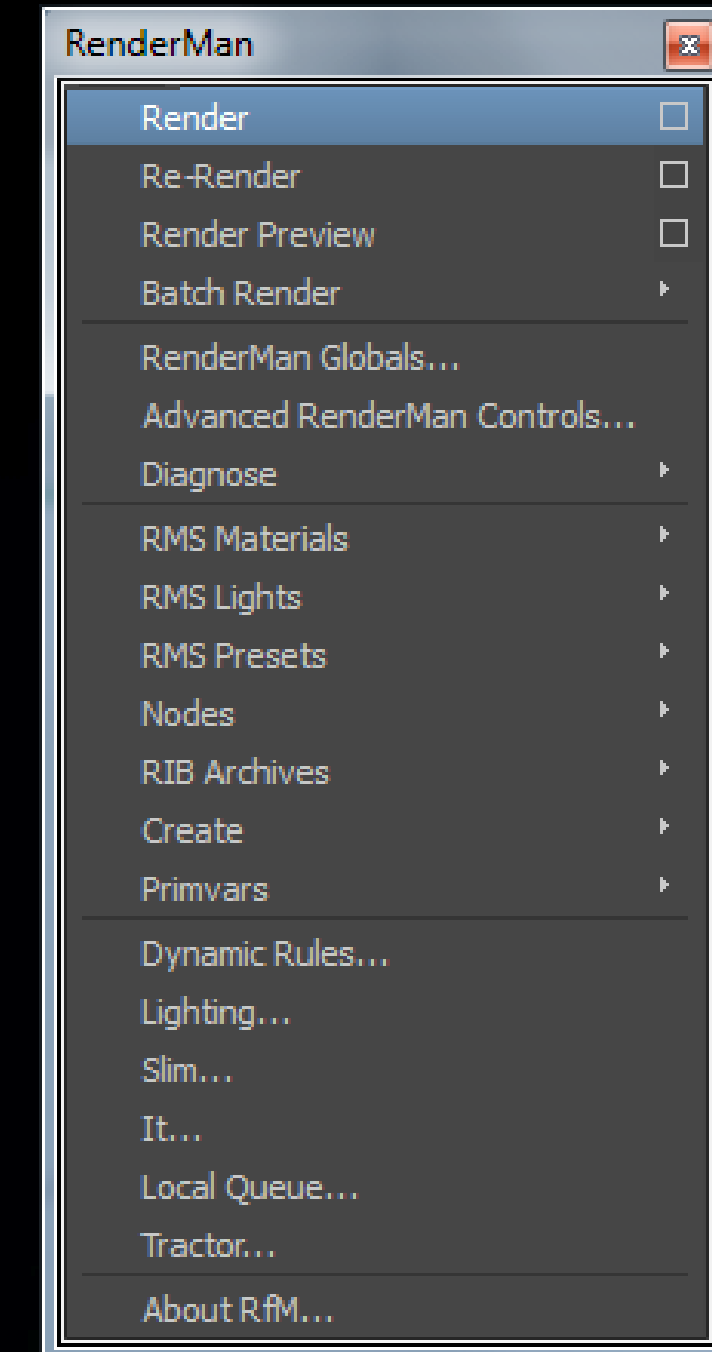 RenderMan
Render
Re-Render
Render Preview
Batch Render
RenderMan Globals...
Advanced RenderMan Controls...
Diagnose
RMS Materials
RMS Lights
RMS Presets
Nodes
RIB Archives
Create
Primvars
Dynamic Rules...
Lighting...
Slim...
It...
Local Queue...
Tractor...
About RfM...